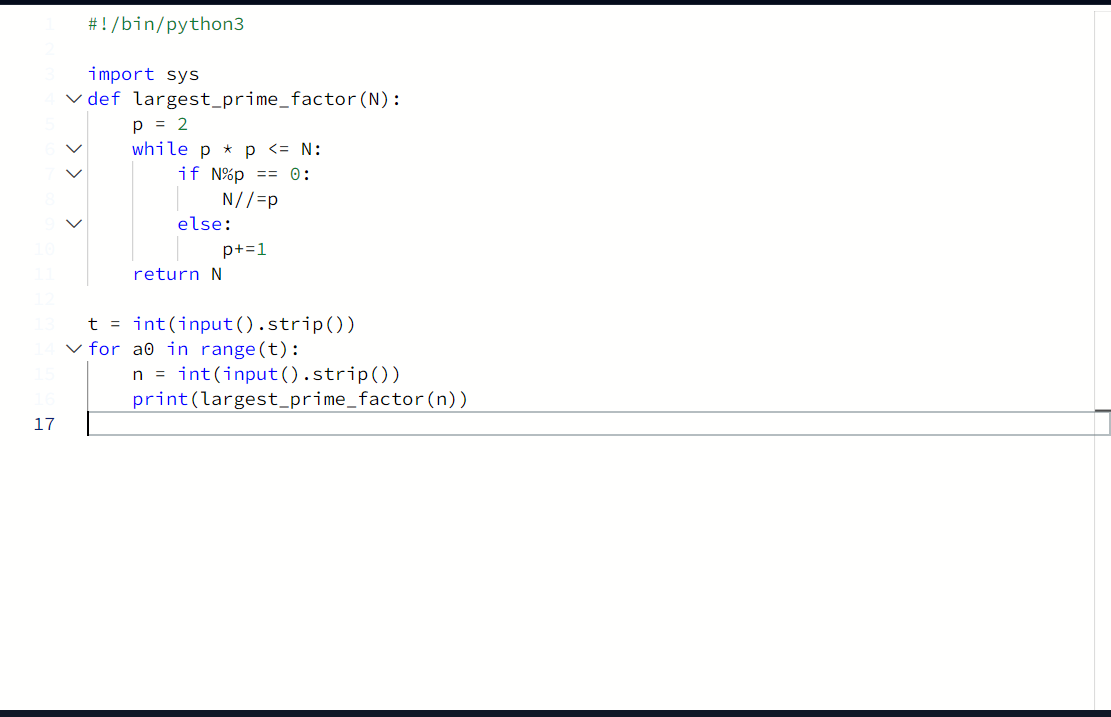 1 #!/bin/python3
2
3 import sys
4 def largest_prime_factor(N):
5     p = 2
6     while p * p <= N:
7         if N%p == 0:
8             N//=p
9         else:
10             p+=1
11     return N
12
13 t = int(input().strip())
14 for a0 in range(t):
15     n = int(input().strip())
16     print(largest_prime_factor(n))
17